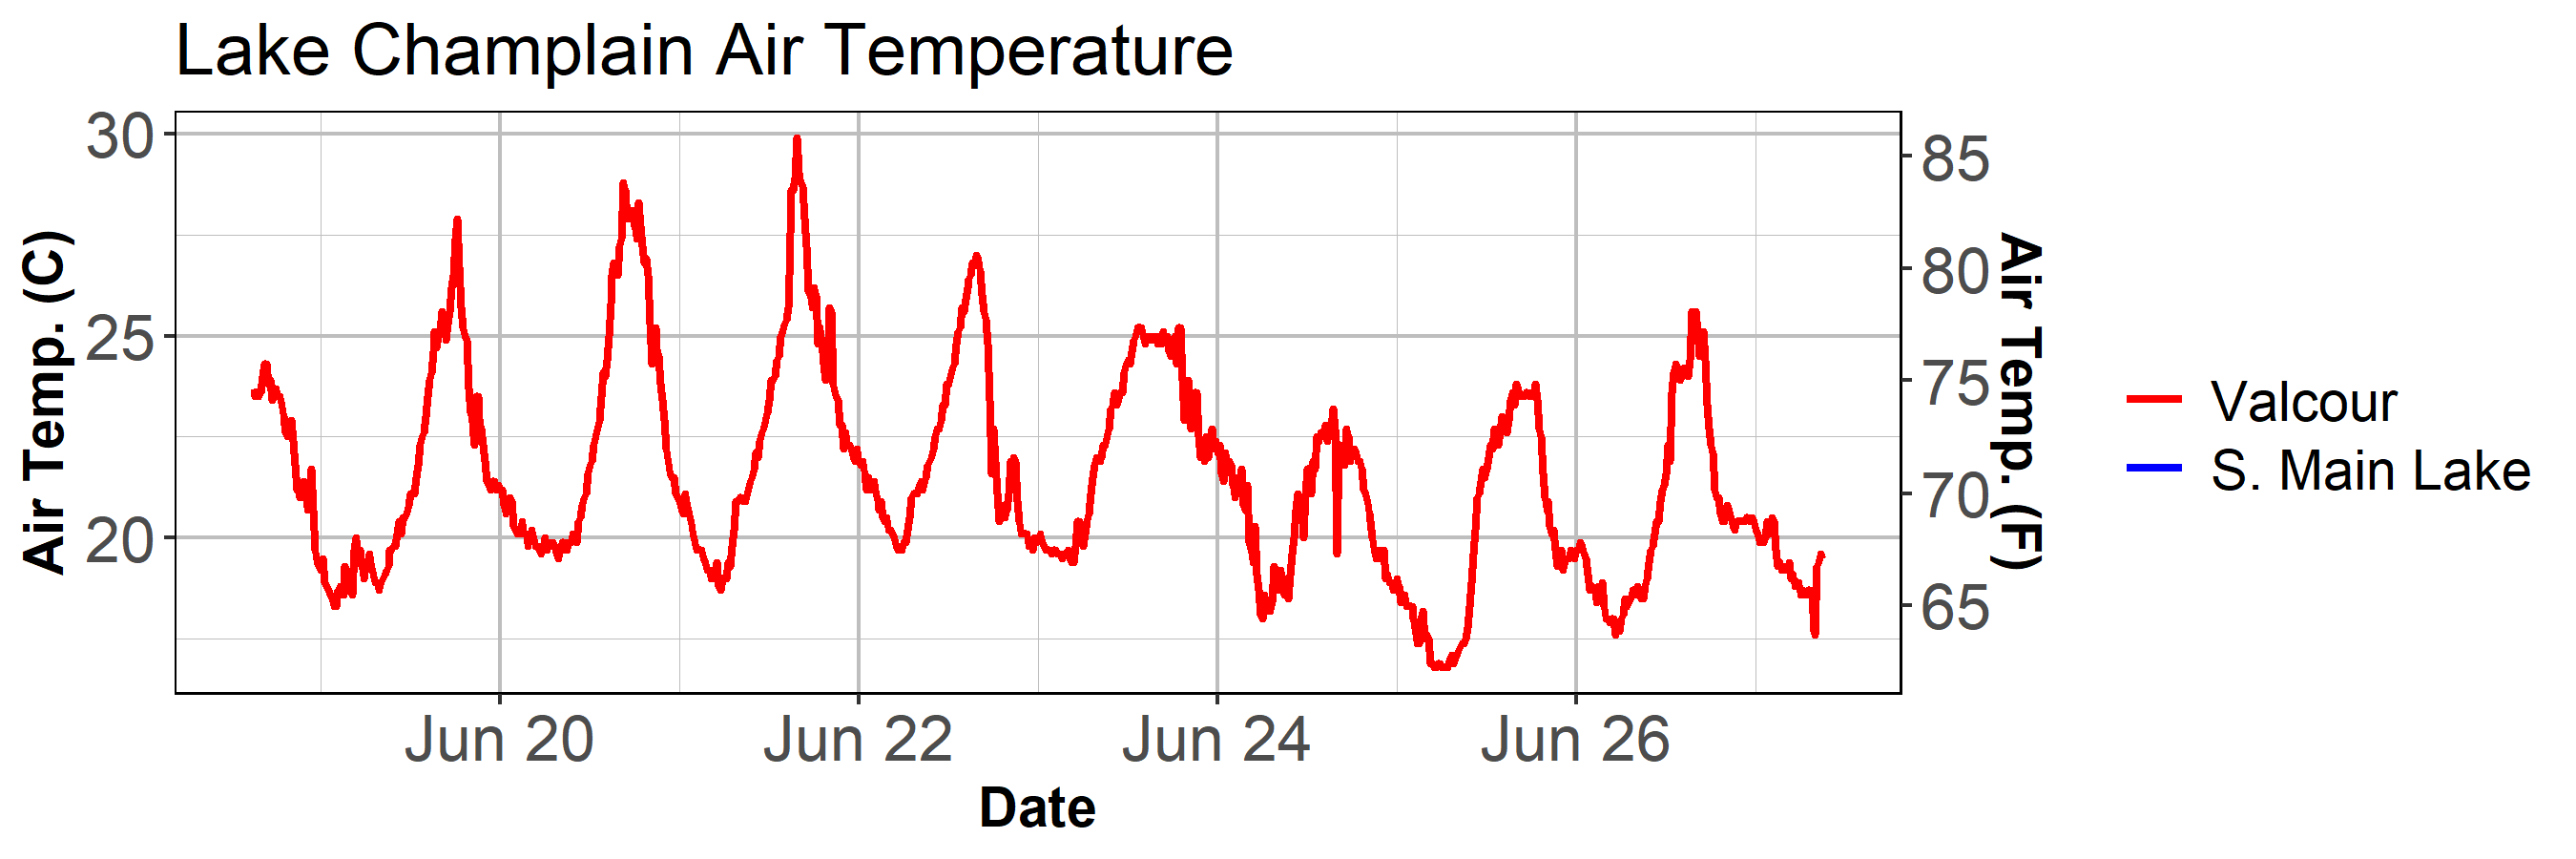 Lake Champlain Air Temperature
30
25
20
Air Temp. (C)
85
80
75
70
65
Air Temp. (F)
Jun 20
Jun 22
Jun 24
Jun 26
Date
Valcour
S. Main Lake